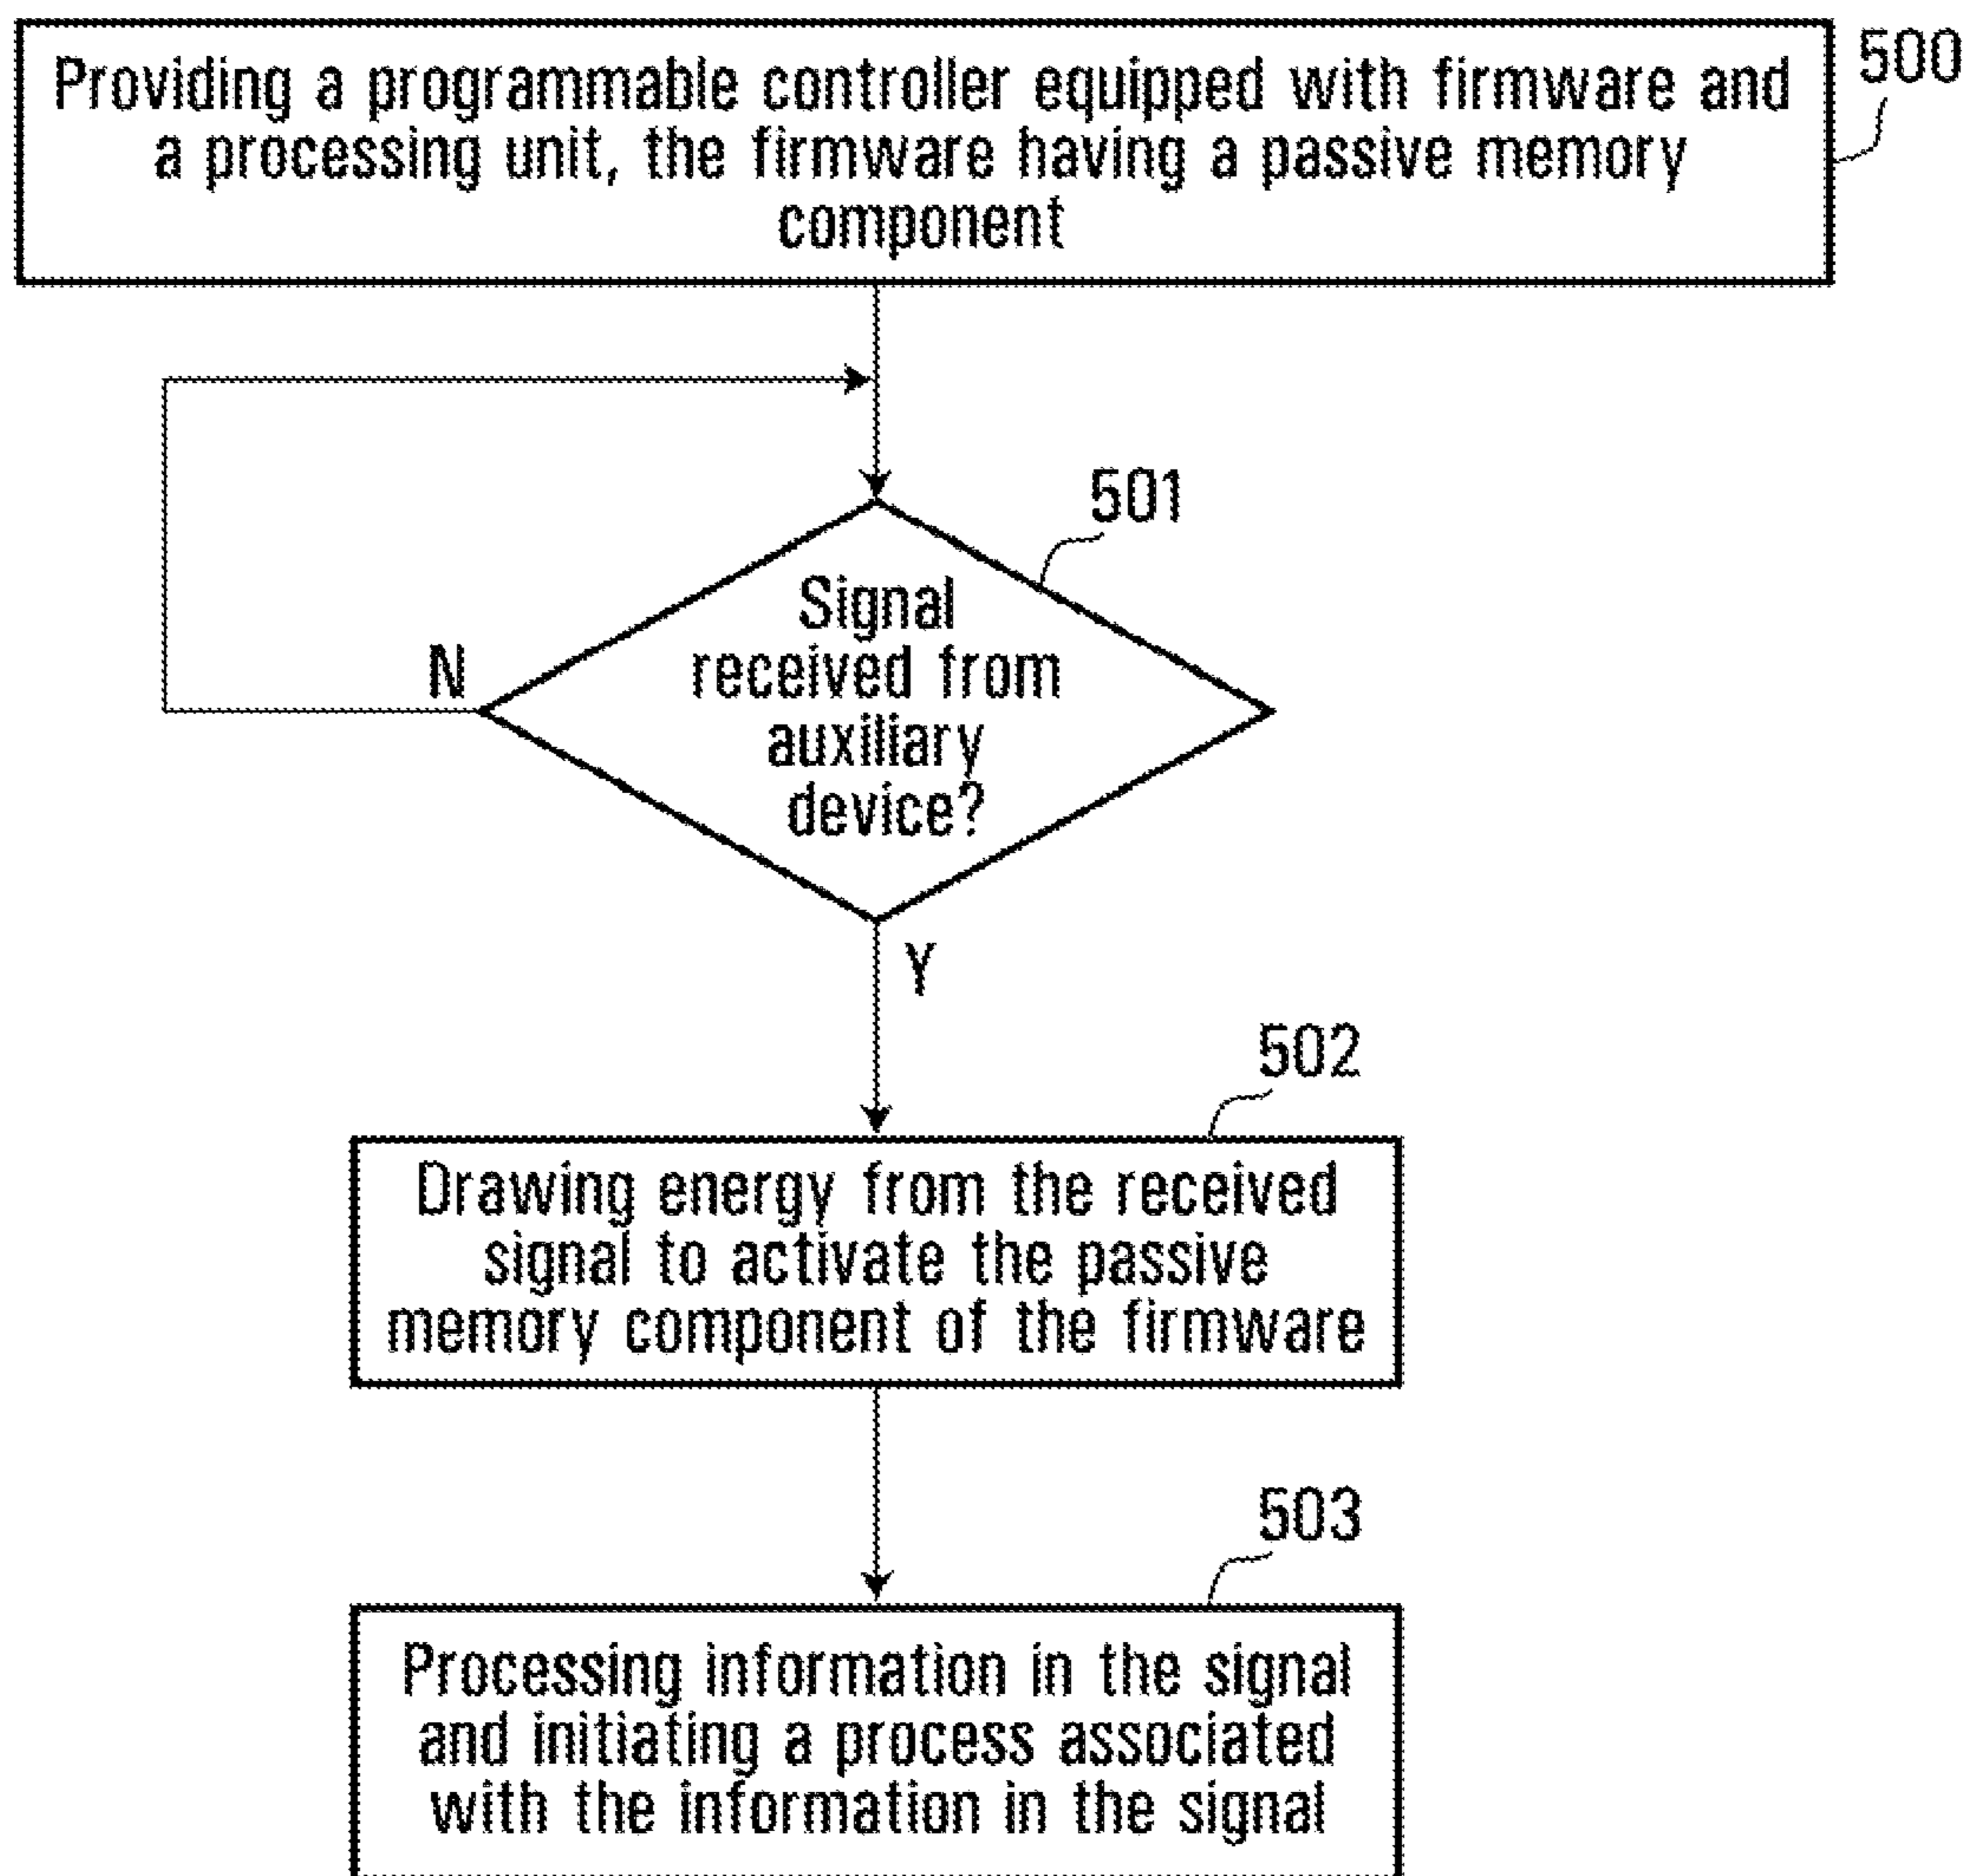 Providing a programmable controller equipped with firmware and
a processing unit, the firmware having a passive memory
component
500
501
Signal
received from
auxiliary
device?
N
Y
502
Drawing energy from the received
signal to activate the passive
memory component of the firmware
503
Processing information in the signal
and initiating a process associated
with the information in the signal